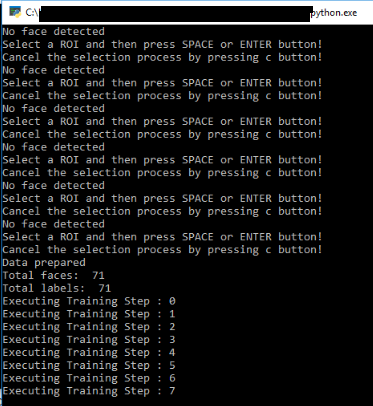 C:\ python.exe
No face detected
Select a ROI and then press SPACE or ENTER button!
Cancel the selection process by pressing c button!
No face detected
Select a ROI and then press SPACE or ENTER button!
Cancel the selection process by pressing c button!
No face detected
Select a ROI and then press SPACE or ENTER button!
Cancel the selection process by pressing c button!
No face detected
Select a ROI and then press SPACE or ENTER button!
Cancel the selection process by pressing c button!
No face detected
Select a ROI and then press SPACE or ENTER button!
Cancel the selection process by pressing c button!
No face detected
Select a ROI and then press SPACE or ENTER button!
Cancel the selection process by pressing c button!
Data prepared
Total faces:  71
Total labels:  71
Executing Training Step : 0
Executing Training Step : 1
Executing Training Step : 2
Executing Training Step : 3
Executing Training Step : 4
Executing Training Step : 5
Executing Training Step : 6
Executing Training Step : 7